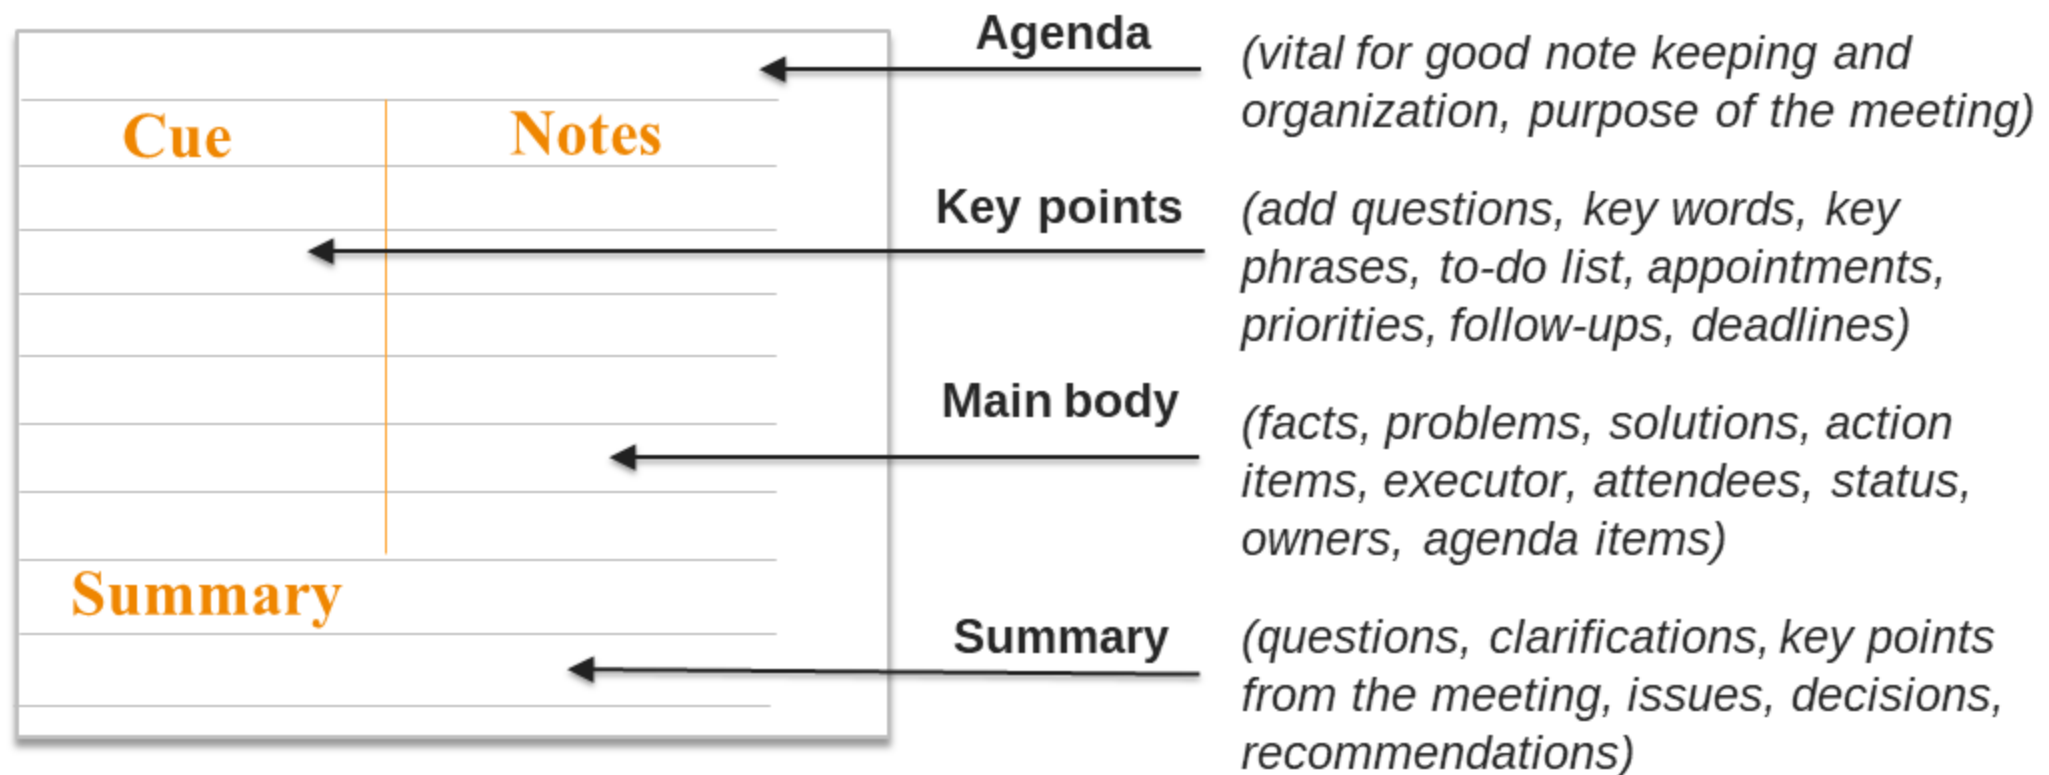 Agenda
(vital for good note keeping and
organization, purpose of the meeting)
Cue
Notes
Key points
(add questions, key words, key
phrases, to-do list, appointments,
priorities, follow-ups, deadlines)
Main body
(facts, problems, solutions, action
items, executor, attendees, status,
owners, agenda items)
Summary
Summary
(questions, clarifications, key points
from the meeting, issues, decisions,
recommendations)